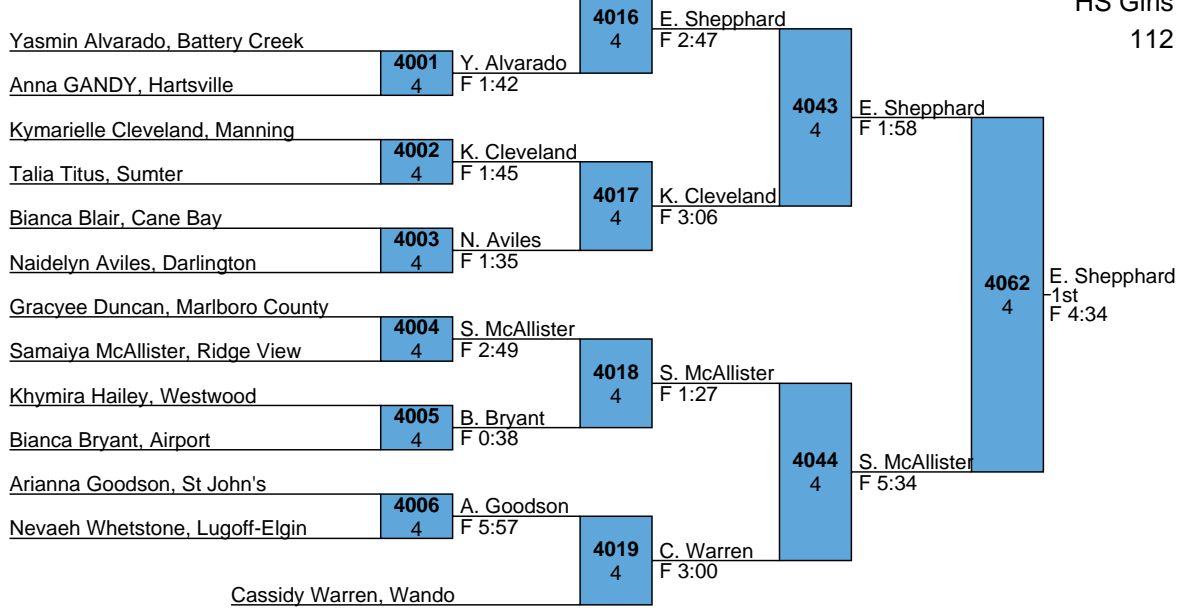 HS Girls
112
4016
4
E. Shepphard
F 2:47
Yasmin Alvarado, Battery Creek
4001
4
Y. Alvarado
F 1:42
Anna GANDY, Hartsville
4043
4
E. Shepphard
F 1:58
Kymarielle Cleveland, Manning
4002
4
K. Cleveland
F 1:45
Talia Titus, Sumter
4017
4
K. Cleveland
F 3:06
Bianca Blair, Cane Bay
4003
4
N. Aviles
F 1:35
Naidelyn Aviles, Darlington
4062
4
E. Shepphard
1st
F 4:34
Gracyee Duncan, Marlboro County
4004
4
S. McAllister
F 2:49
Samaiya McAllister, Ridge View
4018
4
S. McAllister
F 1:27
Khymira Hailey, Westwood
4005
4
B. Bryant
F 0:38
Bianca Bryant, Airport
4044
4
S. McAllister
F 5:34
Arianna Goodson, St John's
4006
4
A. Goodson
F 5:57
Nevaeh Whetstone, Lugoff-Elgin
4019
4
C. Warren
F 3:00
Cassidy Warren, Wando